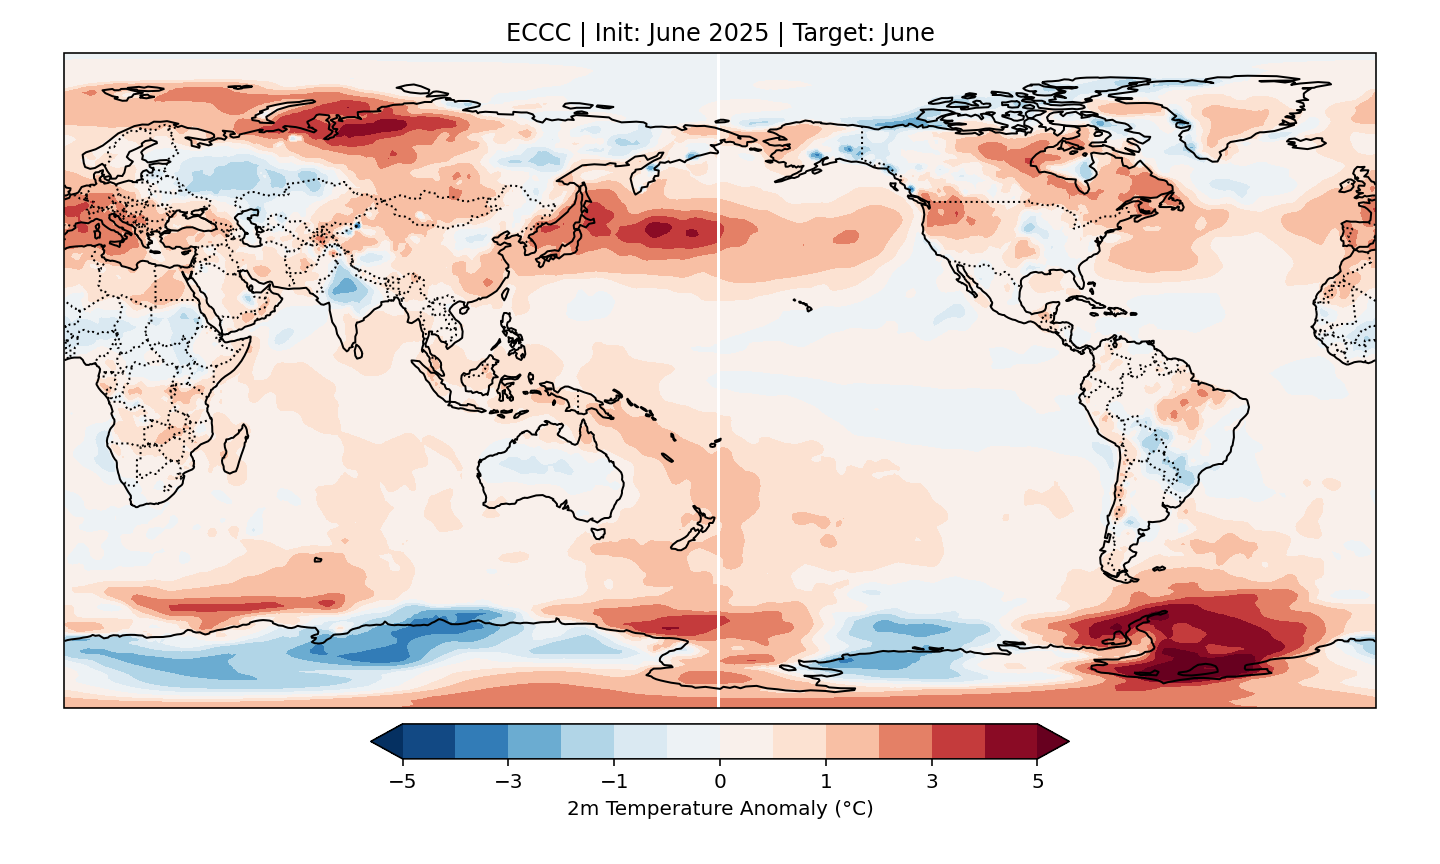 ECCC | Init: June 2025 | Target: June
−5 −3 −1 0 1 3 5
2m Temperature Anomaly (°C)